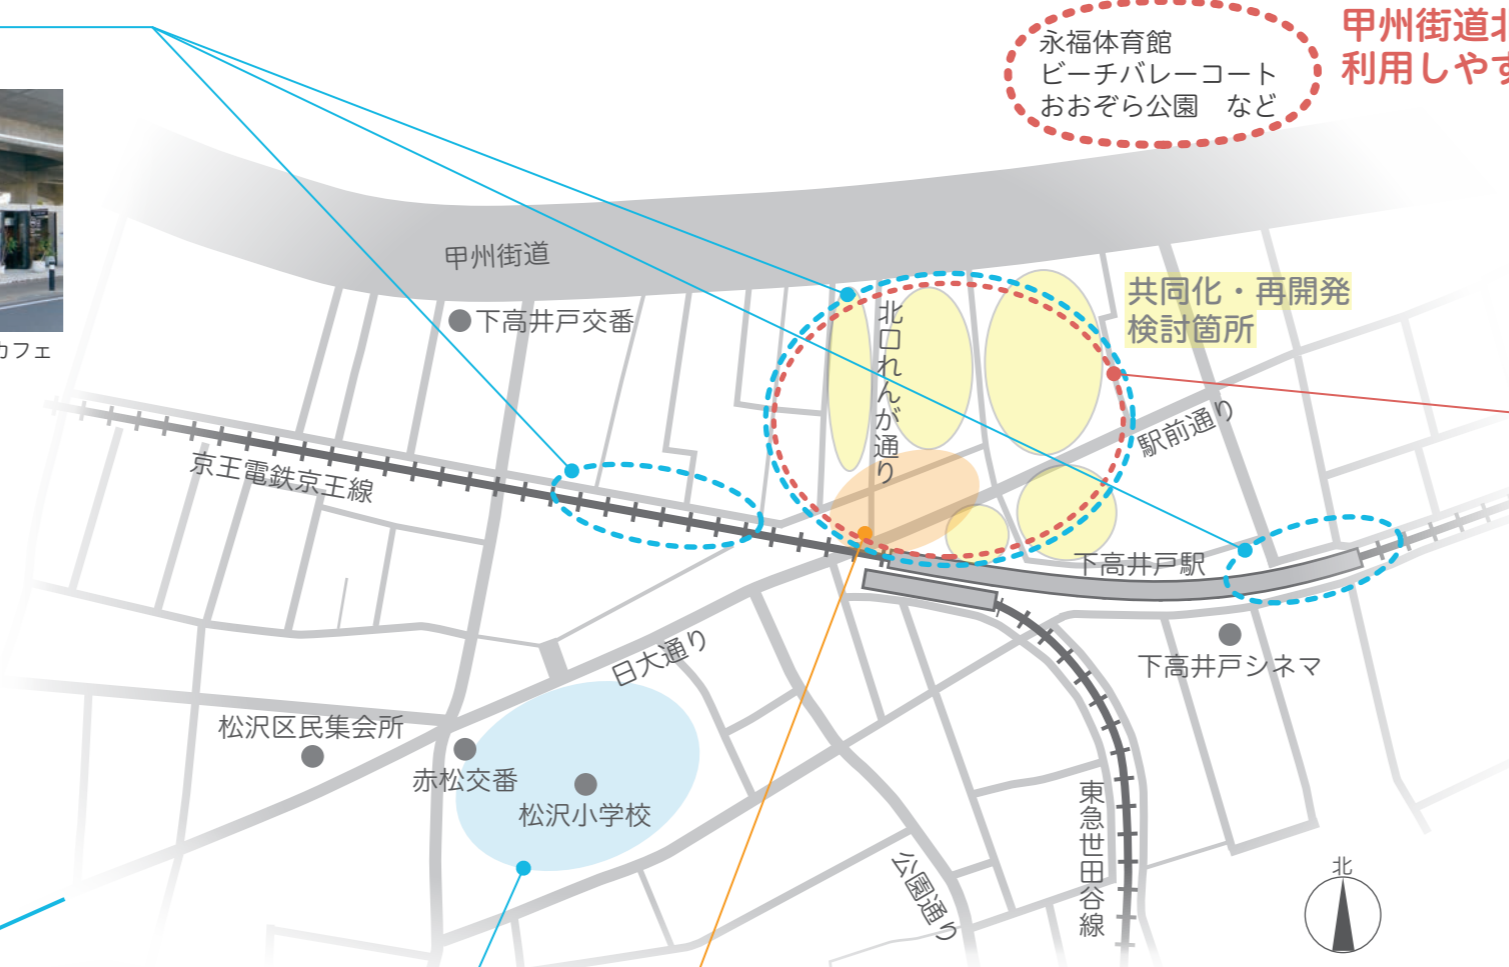 永福体育館
ビーチバレーコート
おおぞら公園　など
甲州街道北
利用しやす
カフェ
甲州街道
下高井戸交番
北口れんが通り
共同化・再開発
検討箇所
駅前通り
京王電鉄京王線
下高井戸駅
下高井戸シネマ
日大通り
松沢区民集会所
赤松交番
松沢小学校
東急世田谷線
公園通り
北